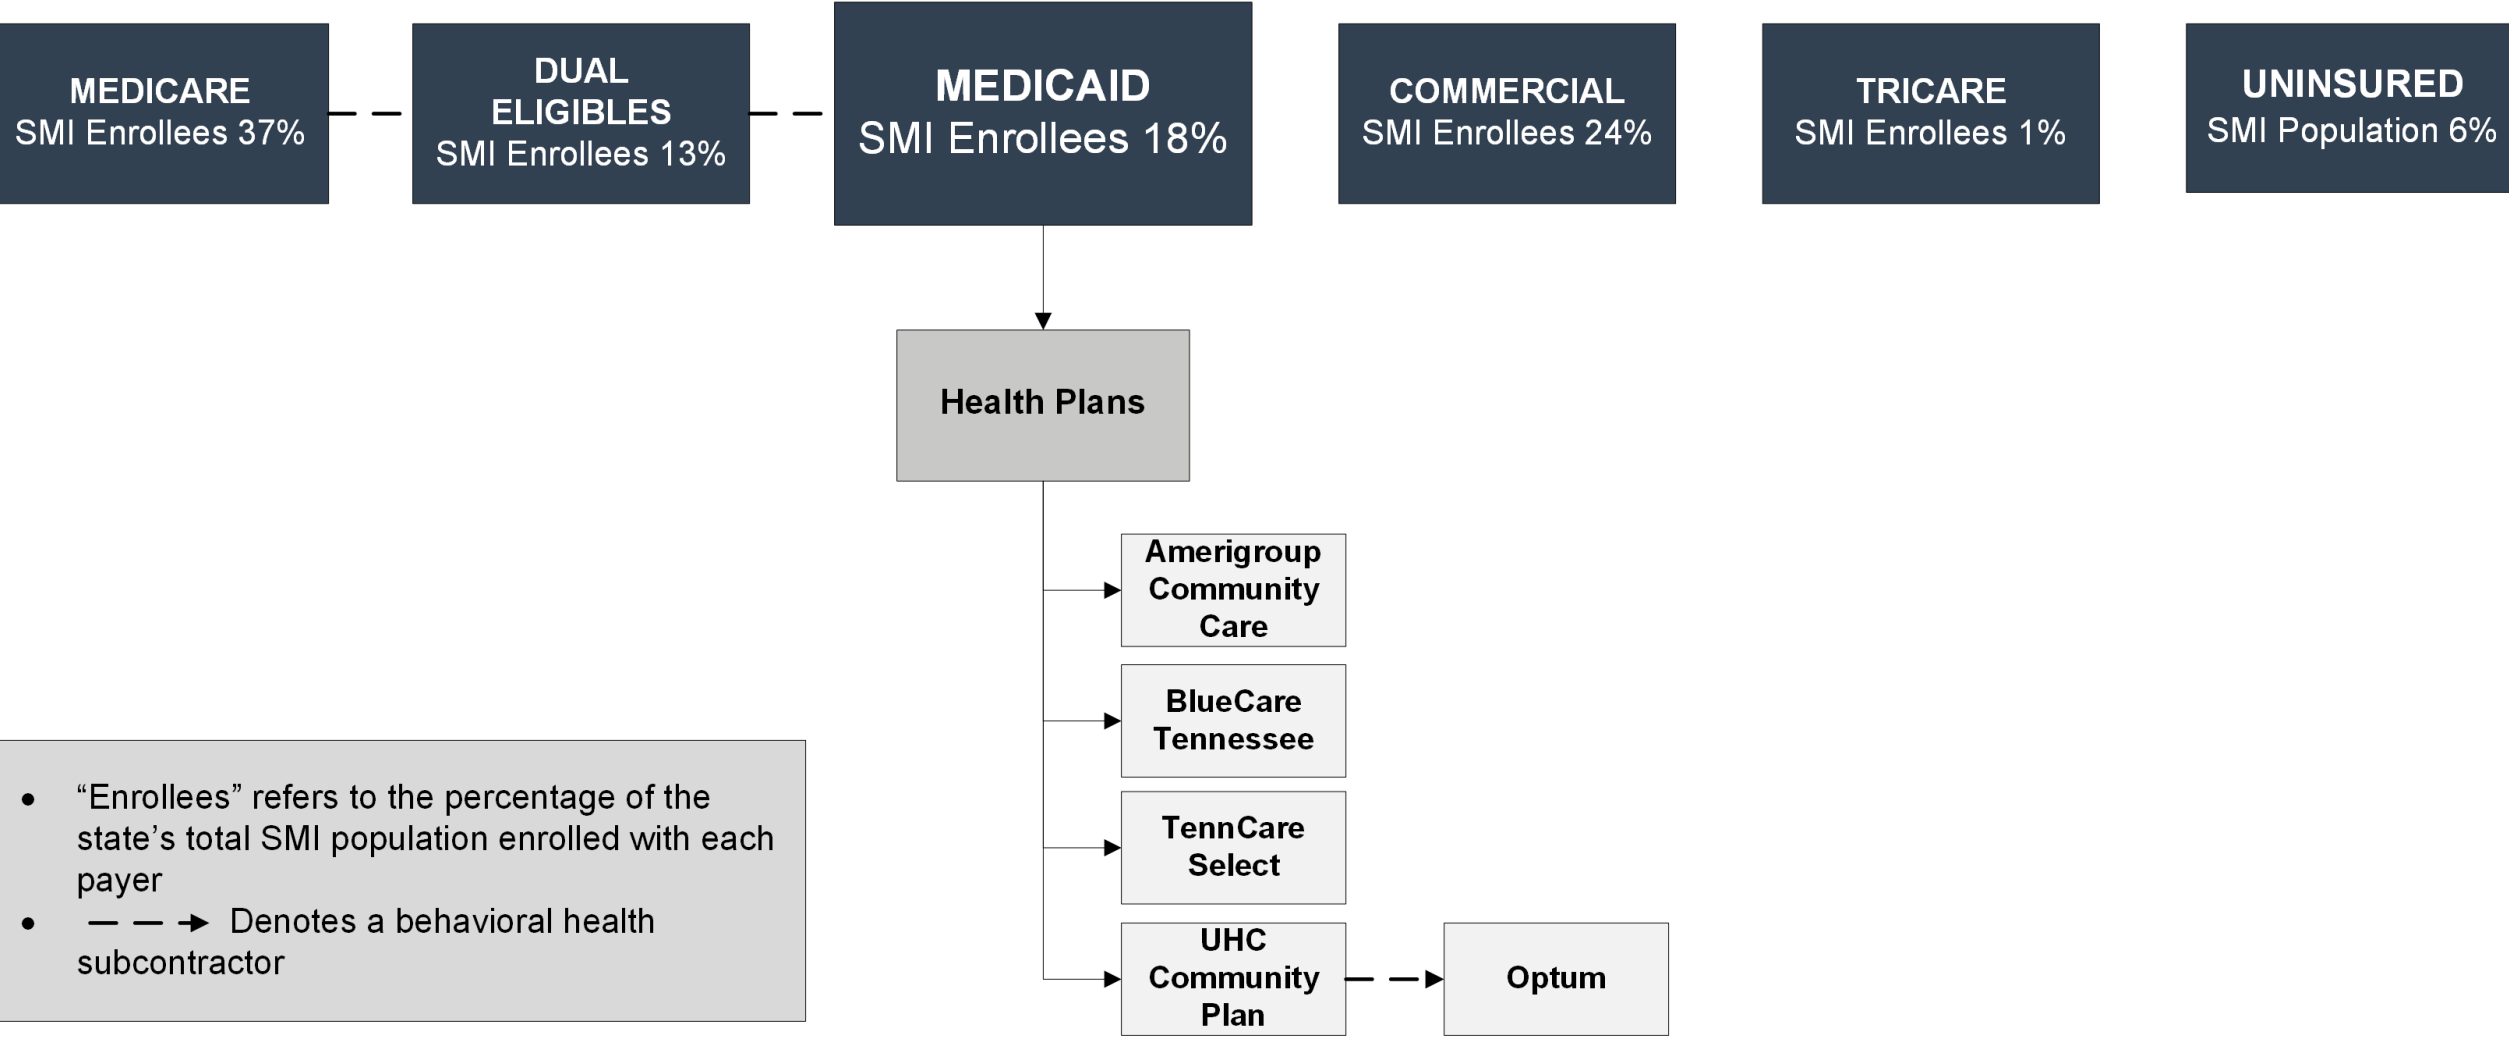 MEDICARE
SMI Enrollees 37%
DUAL
ELIGIBLES
SMI Enrollees 13%
MEDICAID
SMI Enrollees 18%
COMMERCIAL
SMI Enrollees 24%
TRICARE
SMI Enrollees 1%
UNINSURED
SMI Population 6%
Health Plans
Amerigroup
Community
Care
BlueCare
Tennessee
TennCare
Select
UHC
Community
Plan
Optum
• “Enrollees” refers to the percentage of the
state’s total SMI population enrolled with each
payer
• Denotes a behavioral health
subcontractor